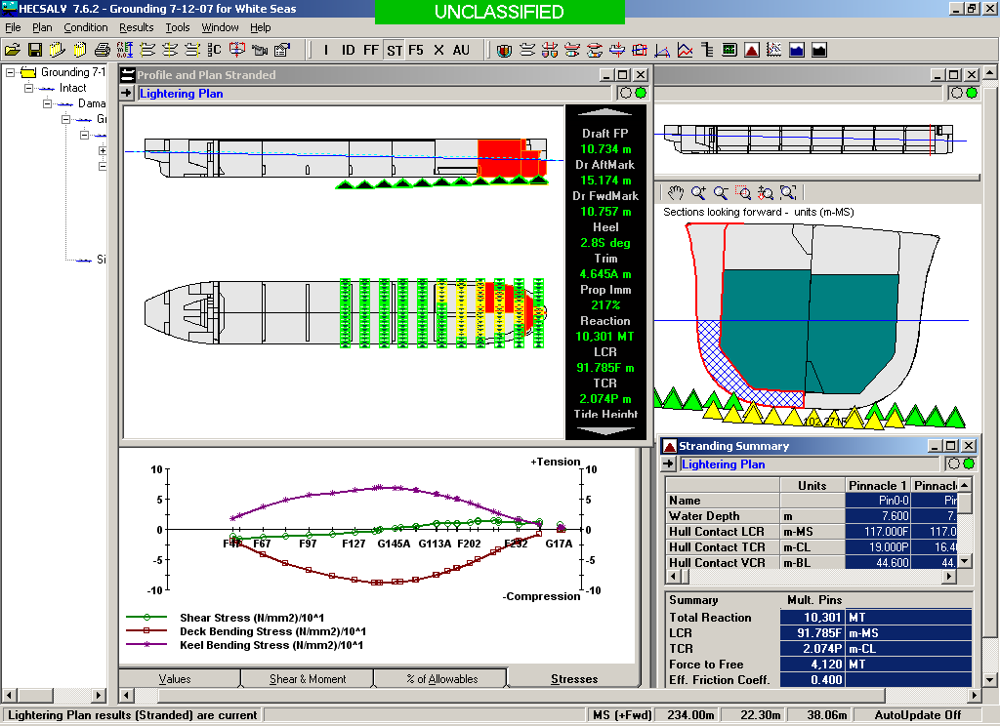 HECSALV 7.6.2 - Grounding 7-12-07 for White Seas
UNCLASSIFIED
File Plan Condition Results Tools Window Help
I ID FF ST F5 X AU
Grounding 7-1
Intact
Dama
Gr
Si
Profile and Plan Stranded
Lightering Plan
Draft FP
10.734 m
Dr AftMark
15.174 m
Dr FwdMark
10.757 m
Heel
2.8S deg
Trim
4.645A m
Prop Imm
217%
Reaction
10,301 MT
LCR
91.785F m
TCR
2.074P m
Tide Height
Sections looking forward - units (m-MS)
102.271F
+Tension
10 10
5 5
0 0
F67 F97 F127 G145A G113A F202 F252 G17A
-5 -5
-10 -10
-Compression
Shear Stress (N/mm2)/10^1
Deck Bending Stress (N/mm2)/10^1
Keel Bending Stress (N/mm2)/10^1
Values Shear & Moment % of Allowables Stresses
Stranding Summary
Lightering Plan
Units Pinnacle 1 Pinnacl
Name Pin0-0 Pin
Water Depth m 7.600 7.
Hull Contact LCR m-MS 117.000F 117.0
Hull Contact TCR m-CL 19.000P 16.4
Hull Contact VCR m-BL 44.600 44.
Summary Mult. Pins
Total Reaction 10,301 MT
LCR 91.785F m-MS
TCR 2.074P m-CL
Force to Free 4,120 MT
Eff. Friction Coeff. 0.400
Lightering Plan results (Stranded) are current MS (+Fwd) 234.00m 22.30m 38.06m AutoUpdate Off